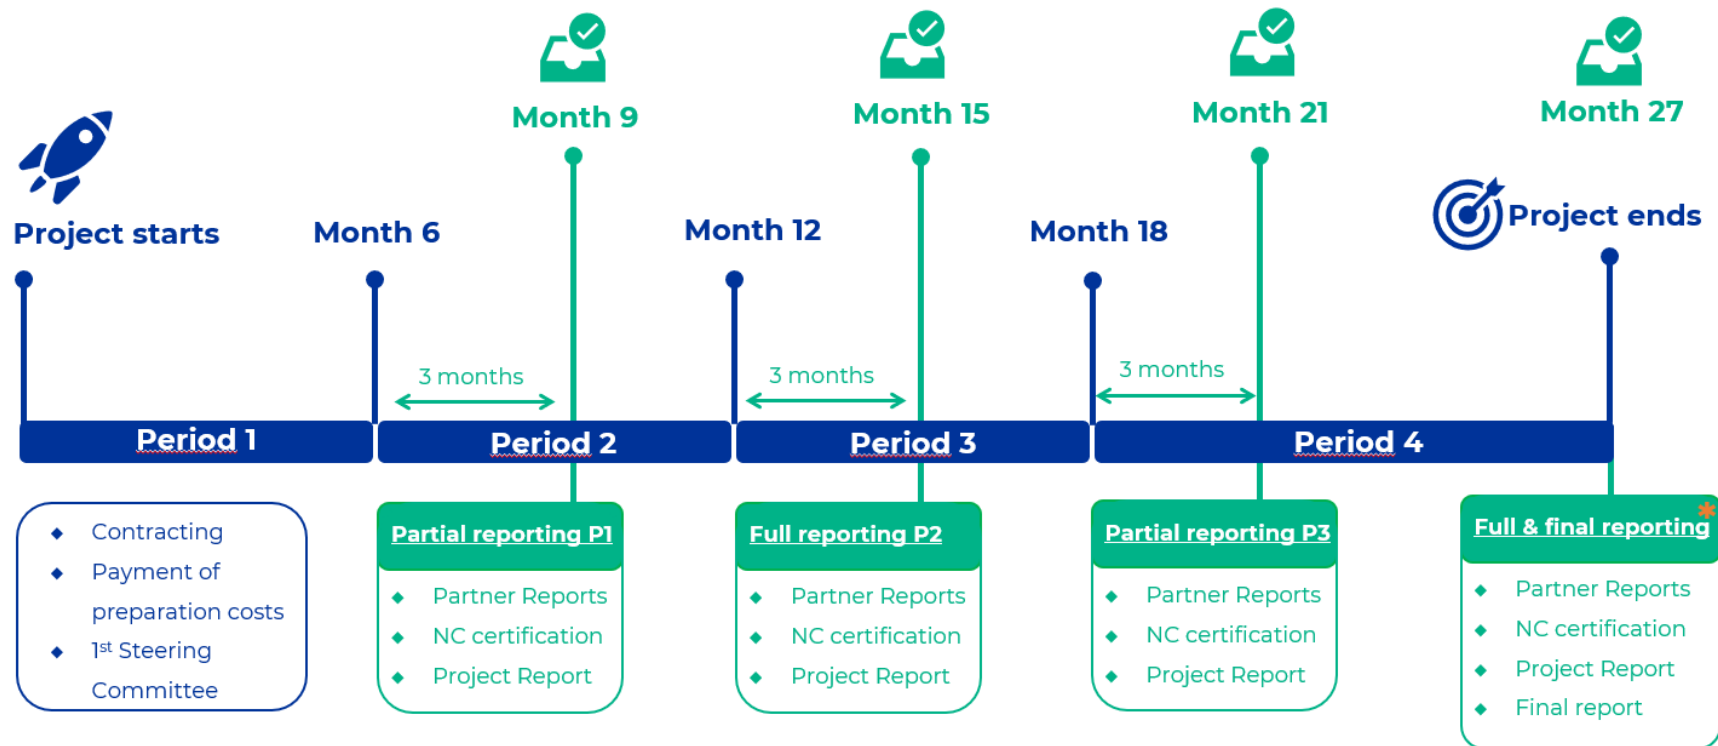 Month 9
Month 15
Month 21
Month 27
Project starts
Month 6
Month 12
Month 18
Project ends
3 months
3 months
3 months
Period 1
Period 2
Period 3
Period 4
Contracting
Payment of
preparation costs
1st Steering
Committee
Partial reporting P1
Partner Reports
NC certification
Project Report
Full reporting P2
Partner Reports
NC certification
Project Report
Partial reporting P3
Partner Reports
NC certification
Project Report
Full & final reporting*
Partner Reports
NC certification
Project Report
Final report